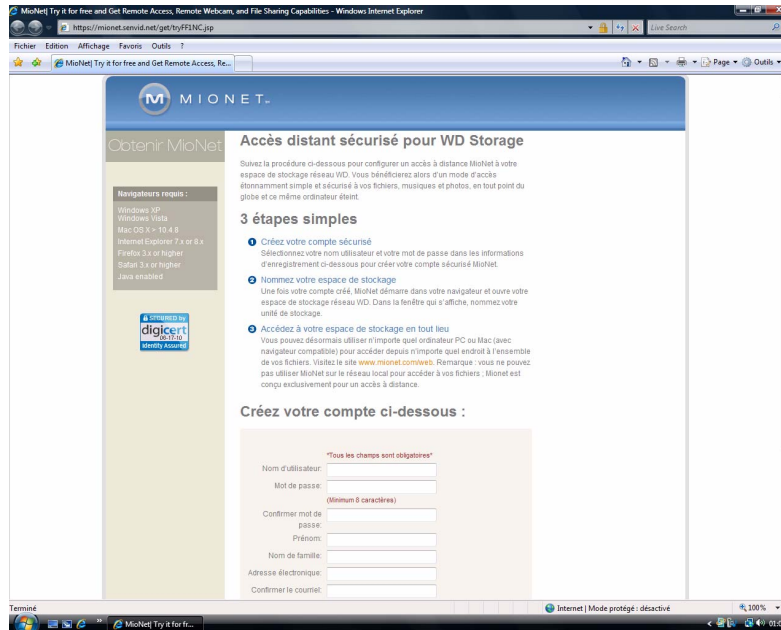 MioNet| Try it for free and Get Remote Access, Remote Webcam, and File Sharing Capabilities - Windows Internet Explorer
https://mionet.senvid.net/get/tryFF1NC.jsp
Live Search
Fichier Edition Affichage Favoris Outils ?
MioNet| Try it for free and Get Remote Access, Re...
Page
Outils
MIONET
Obtenir MioNet
Navigateurs requis :
Windows XP
Windows Vista
Mac OS X > 10.4.8
Internet Explorer 7.x or 8.x
Firefox 3.x or higher
Safari 3.x or higher
Java enabled
SECURED by
digicert
09-17-10
Identity Assured
Accès distant sécurisé pour WD Storage
Suivez la procédure ci-dessous pour configurer un accès à distance MioNet à votre
espace de stockage réseau WD. Vous bénéficierez alors d'un mode d'accès
étonnamment simple et sécurisé à vos fichiers, musiques et photos, en tout point du
globe et ce même ordinateur éteint.
3 étapes simples
1 Créez votre compte sécurisé
Sélectionnez votre nom utilisateur et votre mot de passe dans les informations
d'enregistrement ci-dessous pour créer votre compte sécurisé MioNet.
2 Nommez votre espace de stockage
Une fois votre compte créé, MioNet démarre dans votre navigateur et ouvre votre
espace de stockage réseau WD. Dans la fenêtre qui s'affiche, nommez votre
unité de stockage.
3 Accédez à votre espace de stockage en tout lieu
Vous pouvez désormais utiliser n'importe quel ordinateur PC ou Mac (avec
navigateur compatible) pour accéder depuis n'importe quel endroit à l'ensemble
de vos fichiers. Visitez le site www.mionet.com/web. Remarque : vous ne pouvez
pas utiliser MioNet sur le réseau local pour accéder à vos fichiers ; Mionet est
conçu exclusivement pour un accès à distance.
Créez votre compte ci-dessous :
*Tous les champs sont obligatoires*
Nom d'utilisateur:
Mot de passe:
(Minimum 8 caractères)
Confirmer mot de
passe:
Prénom:
Nom de famille:
Adresse électronique:
Confirmer le courriel:
Terminé
Internet | Mode protégé : désactivé
100%
MioNet| Try it for fr...